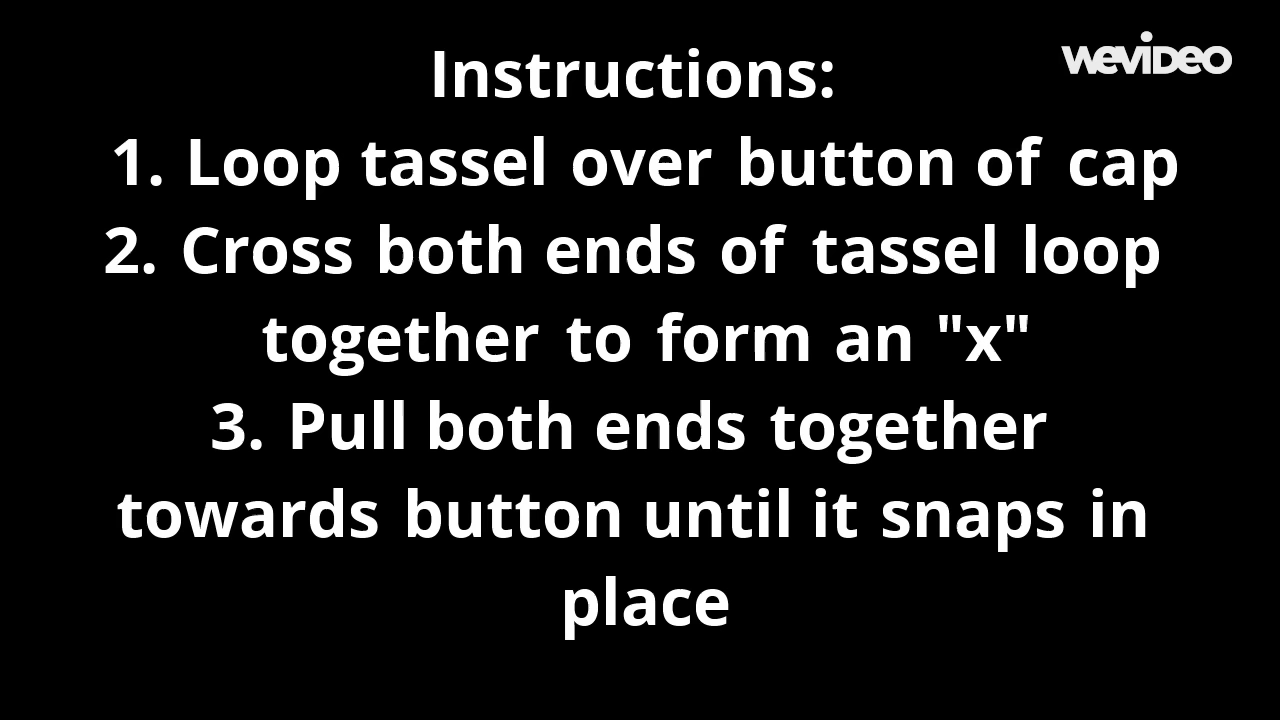 WEVIDEO
Instructions:
1. Loop tassel over button of cap
2. Cross both ends of tassel loop
together to form an "x"
3. Pull both ends together
towards button until it snaps in
place